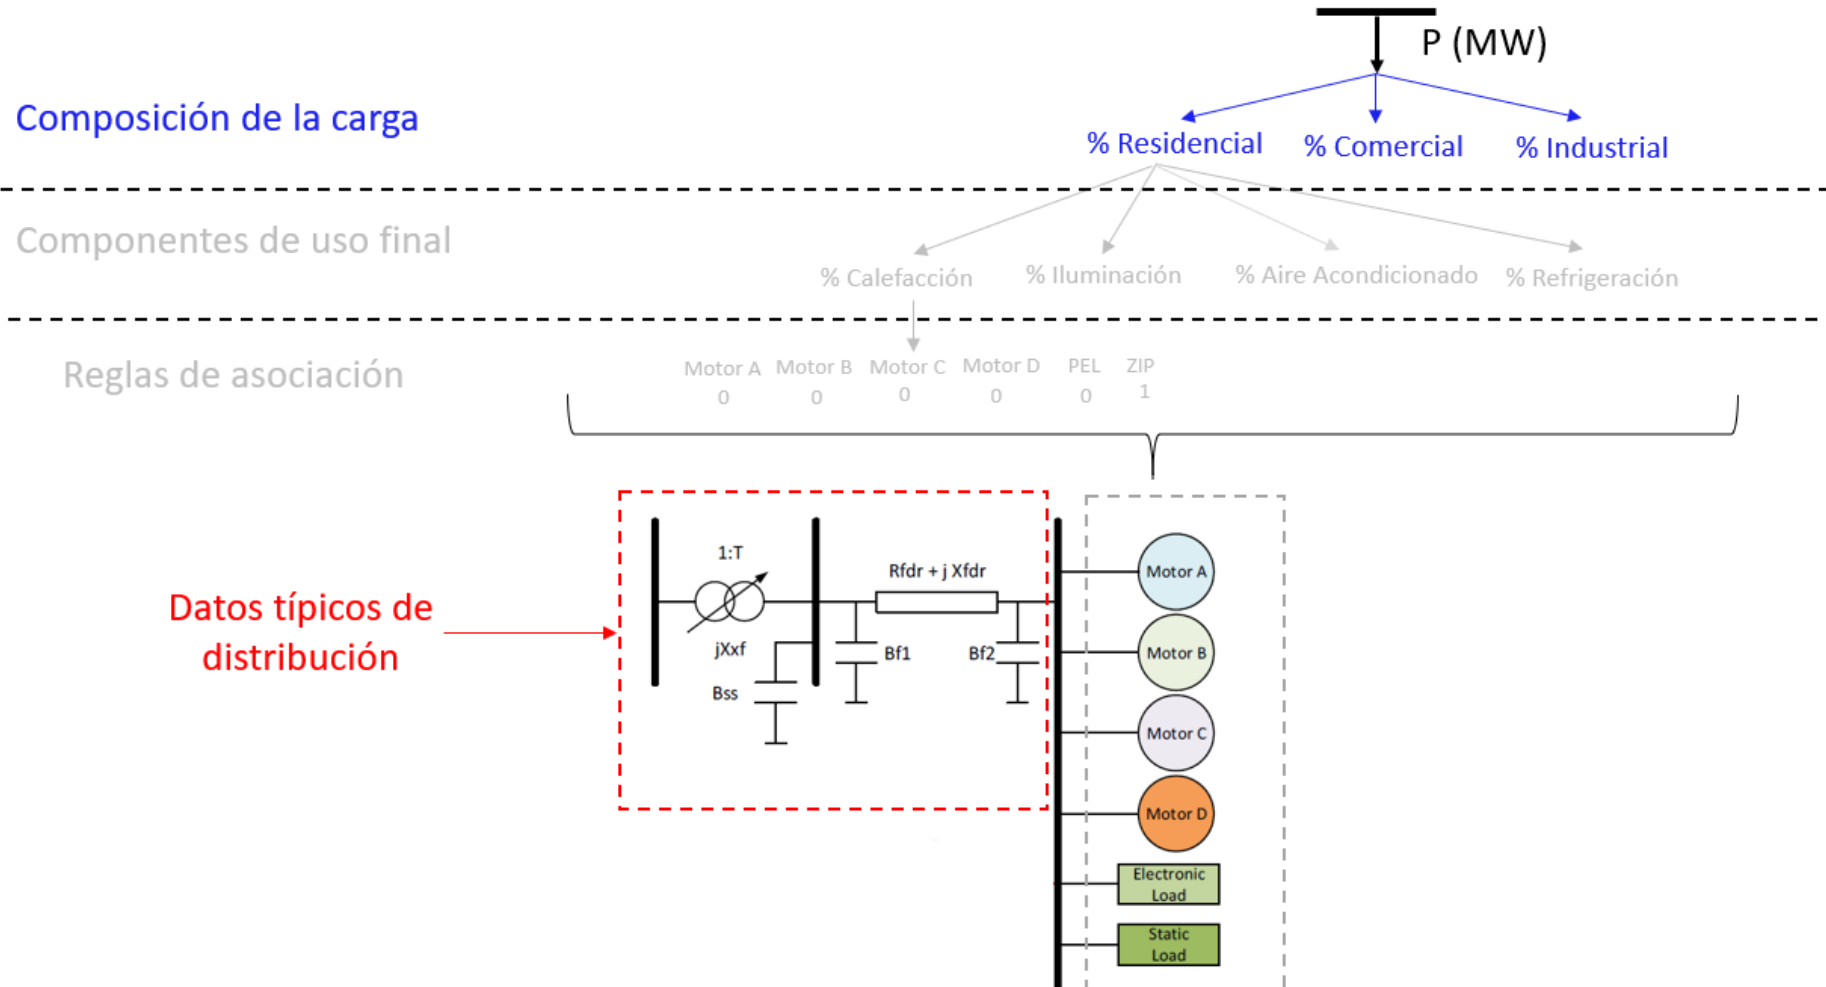 P (MW)
Composición de la carga
% Residencial
% Comercial
% Industrial
Componentes de uso final
% Calefacción
% Iluminación
% Aire Acondicionado
% Refrigeración
Reglas de asociación
Motor A
Motor B
Motor C
Motor D
PEL
ZIP
0
0
0
0
0
1
Datos típicos de
distribución
1:T
jXxf
Bss
Rfdr + j Xfdr
Bf1
Bf2
Motor A
Motor B
Motor C
Motor D
Electronic
Load
Static
Load